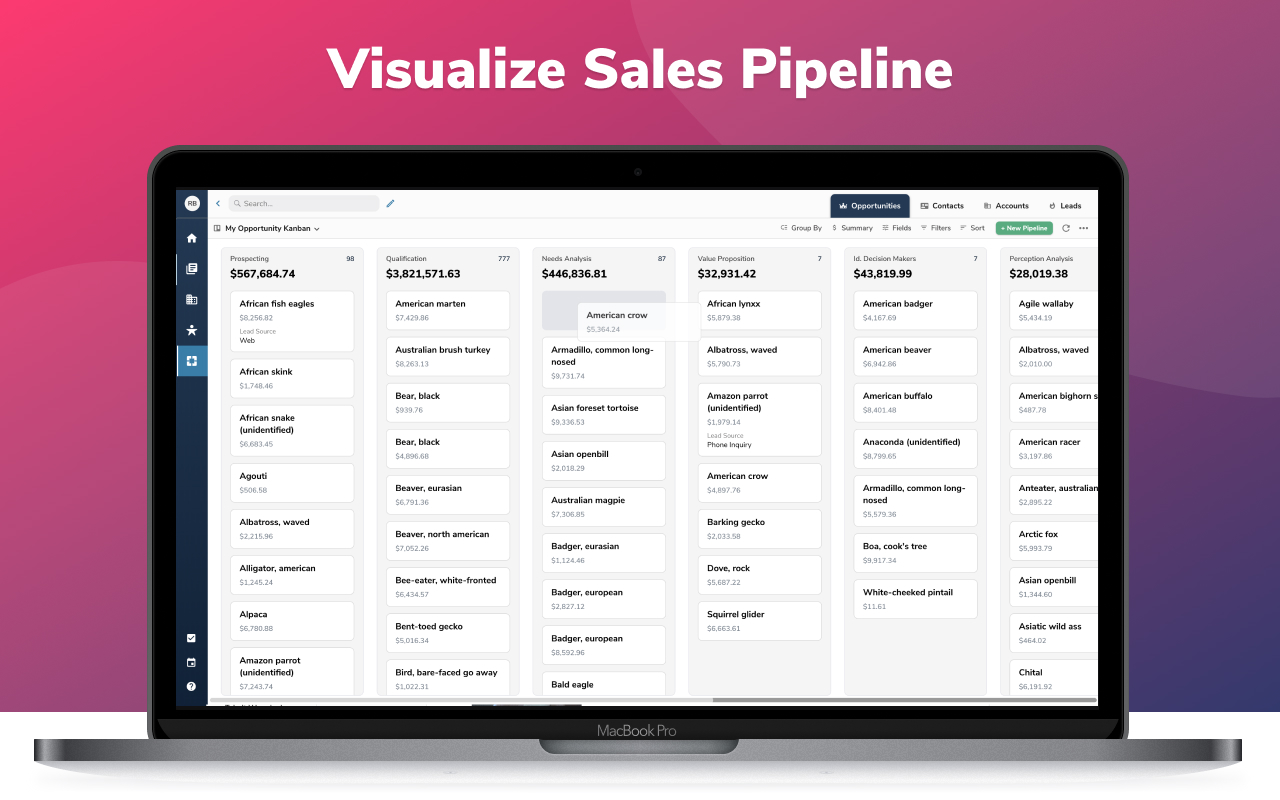 Visualize Sales Pipeline
RB
Search...
Opportunities
Contacts
Accounts
Leads
My Opportunity Kanban
Group By
Summary
Fields
Filters
Sort
+ New Pipeline
Prospecting 98
$567,684.74
African fish eagles
$8,256.82
Lead Source
Web
African skink
$1,748.46
African snake
(unidentified)
$6,683.45
Agouti
$506.58
Albatross, waved
$2,215.96
Alligator, american
$1,245.24
Alpaca
$6,780.88
Amazon parrot
(unidentified)
$7,243.74
Qualification 777
$3,821,571.63
American marten
$7,429.86
Australian brush turkey
$8,263.13
Bear, black
$939.76
Bear, black
$4,896.68
Beaver, eurasian
$6,791.36
Beaver, north american
$7,052.26
Bee-eater, white-fronted
$6,434.57
Bent-toed gecko
$5,016.34
Bird, bare-faced go away
$1,022.31
Needs Analysis 87
$446,836.81
American crow
$5,364.24
Armadillo, common long-
nosed
$9,731.74
Asian foreset tortoise
$9,336.53
Asian openbill
$2,018.29
Australian magpie
$7,306.85
Badger, eurasian
$1,124.46
Badger, european
$2,827.12
Badger, european
$8,592.96
Bald eagle
Value Proposition 7
$32,931.42
African lynxx
$5,879.38
Albatross, waved
$5,790.73
Amazon parrot
(unidentified)
$1,979.14
Lead Source
Phone Inquiry
American crow
$4,897.76
Barking gecko
$2,033.58
Dove, rock
$5,687.22
Squirrel glider
$6,663.61
Id. Decision Makers 7
$43,819.99
American badger
$4,167.69
American beaver
$6,942.86
American buffalo
$8,401.48
Anaconda (unidentified)
$8,799.65
Armadillo, common long-
nosed
$5,579.36
Boa, cook's tree
$9,917.34
White-cheeked pintail
$11.61
Perception Analysis
$28,019.38
Agile wallaby
$5,434.19
Albatross, waved
$2,010.00
American bighorn s
$487.78
American racer
$3,197.86
Anteater, australian
$2,895.22
Arctic fox
$5,993.79
Asian openbill
$1,344.60
Asiatic wild ass
$464.02
Chital
$6,191.92
MacBook Pro